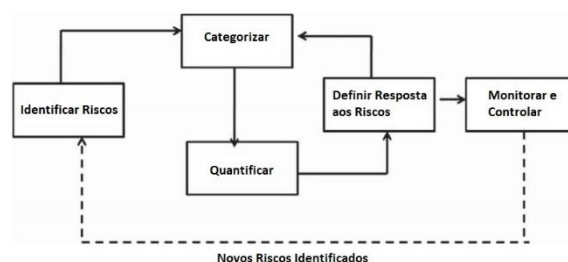 Categorizar
Identificar Riscos
Definir Resposta
aos Riscos
Monitorar e
Controlar
Quantificar
Novos Riscos Identificados